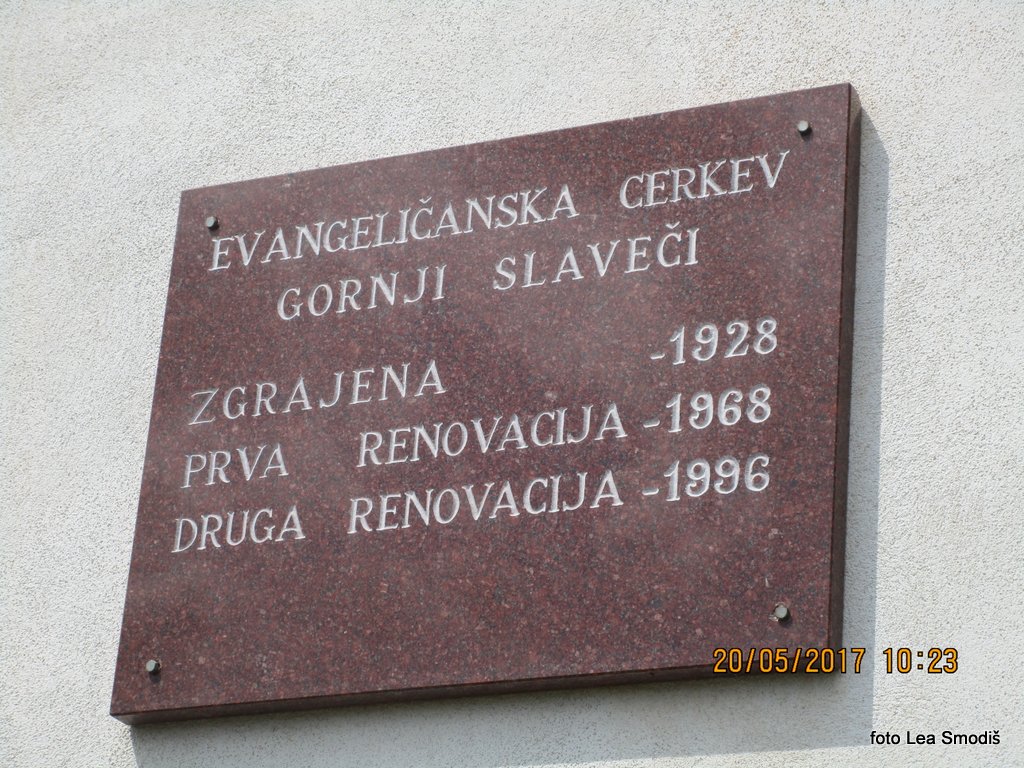 EVANGELIČANSKA CERKEV
GORNJI SLAVEČI
ZGRAJENA -1928
PRVA RENOVACIJA -1968
DRUGA RENOVACIJA -1996
20/05/2017 10:23
foto Lea Smodiš